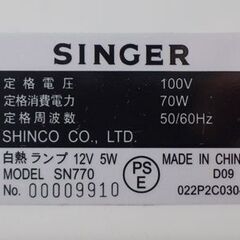 SINGER
定格電圧 100V
定格消費電力 70W
定格周波数 50/60Hz
SHINCO CO., LTD.
白熱ランプ 12V 5W
MODEL SN770
No. 00009910
PS E
MADE IN CHINA
D09
022P2C030